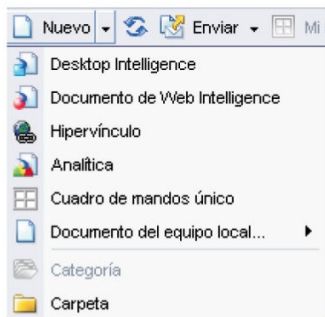 Nuevo Enviar Mi
Desktop Intelligence
Documento de Web Intelligence
Hipervínculo
Analítica
Cuadro de mandos único
Documento del equipo local...
Categoría
Carpeta